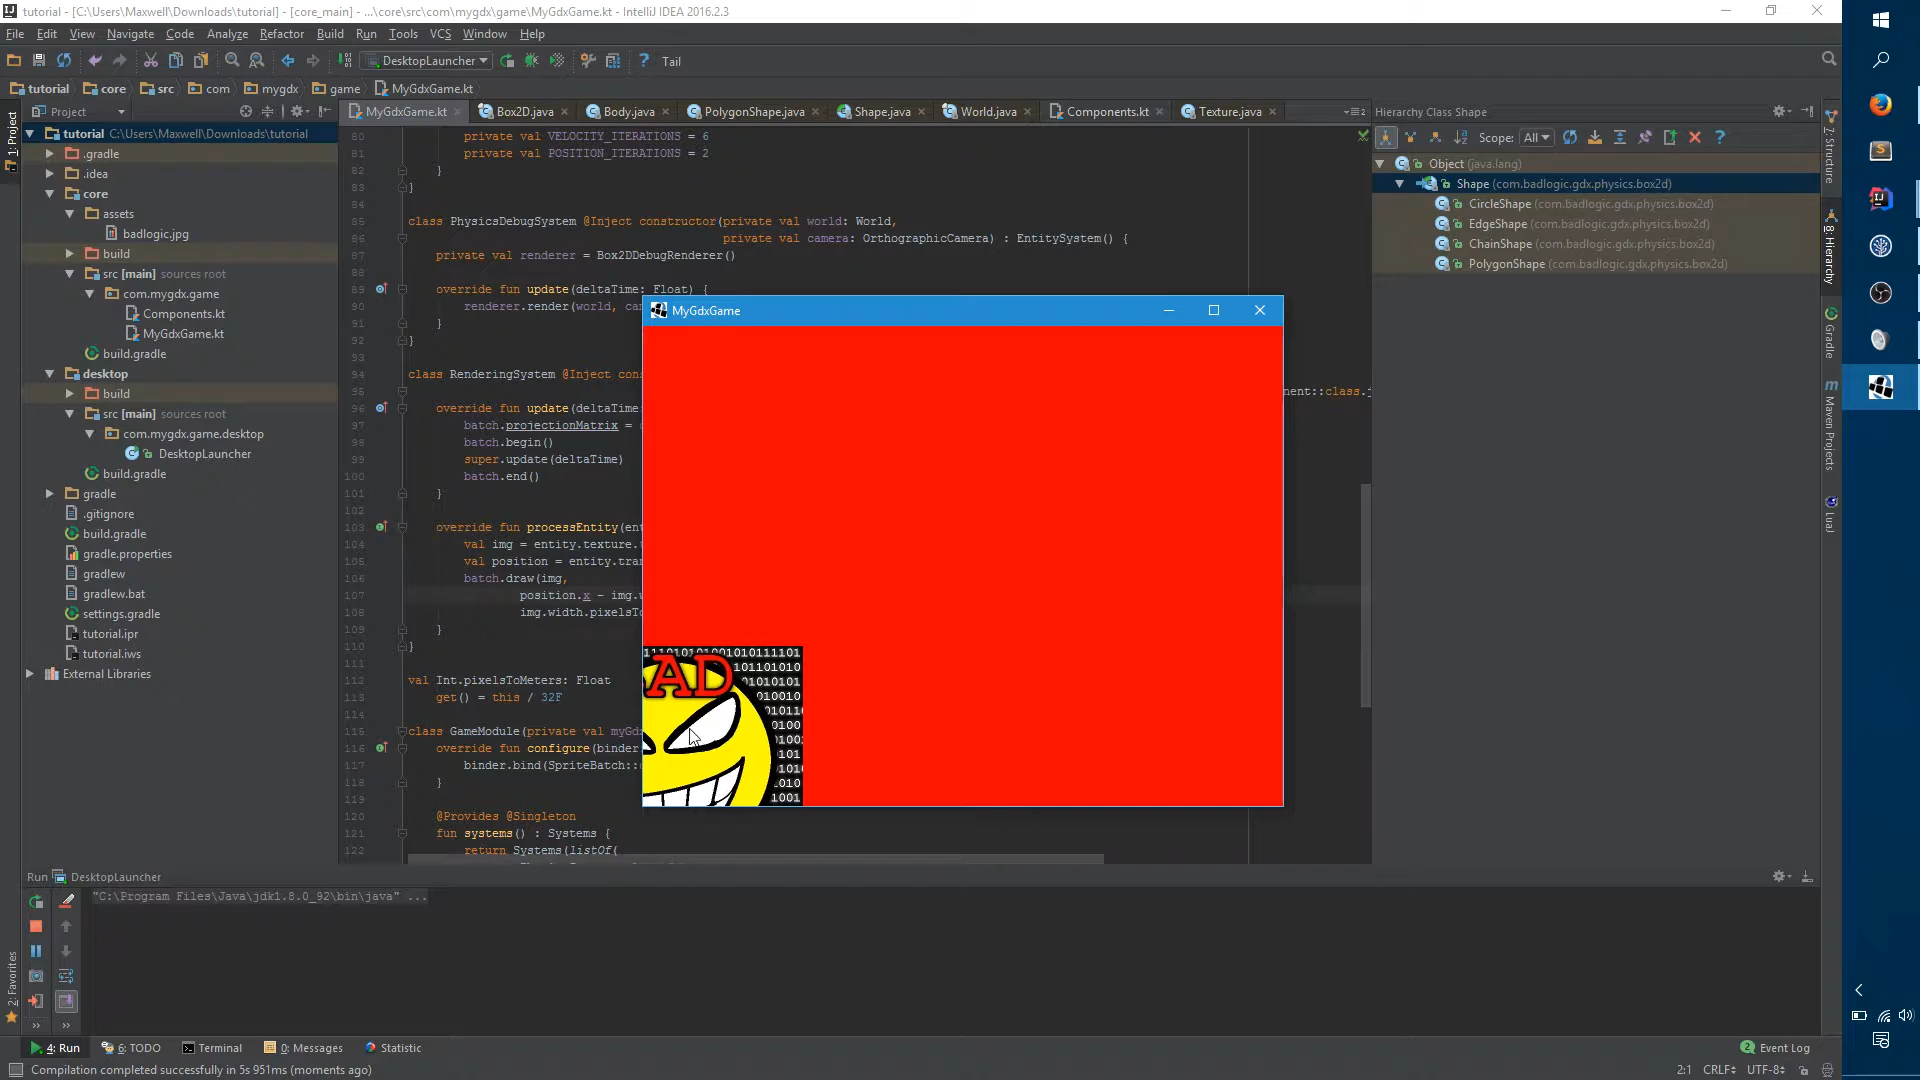 tutorial - [C:\Users\Maxwell\Downloads\tutorial] - [core_main] - ...\core\src\com\mygdx\game\MyGdxGame.kt - IntelliJ IDEA 2016.2.3
File Edit View Navigate Code Analyze Refactor Build Run Tools VCS Window Help
DesktopLauncher Tail
tutorial core src com mygdx game MyGdxGame.kt
Project
MyGdxGame.kt Box2D.java Body.java PolygonShape.java Shape.java World.java Components.kt Texture.java
Hierarchy Class Shape
Scope: All
tutorial C:\Users\Maxwell\Downloads\tutorial
.gradle
.idea
core
assets
badlogic.jpg
build
src [main] sources root
com.mygdx.game
Components.kt
MyGdxGame.kt
build.gradle
desktop
build
src [main] sources root
com.mygdx.game.desktop
DesktopLauncher
build.gradle
gradle
.gitignore
build.gradle
gradle.properties
gradlew
gradlew.bat
settings.gradle
tutorial.ipr
tutorial.iws
External Libraries
80 private val VELOCITY_ITERATIONS = 6
81 private val POSITION_ITERATIONS = 2
82 }
83 }
84
85 class PhysicsDebugSystem @Inject constructor(private val world: World,
86 private val camera: OrthographicCamera) : EntitySystem() {
87 private val renderer = Box2DDebugRenderer()
88
89 override fun update(deltaTime: Float) {
90 renderer.render(world,
91 }
92 }
93
94 class RenderingSystem @Inject
95 class.j
96 override fun update(deltaTime:
97 batch.projectionMatrix =
98 batch.begin()
99 super.update(deltaTime)
100 batch.end()
101 }
102
103 override fun processEntity(
104 val img = entity.texture.
105 val position = entity.
106 batch.draw(img,
107 position.x - img.
108 img.width.
109 }
110 }
111
112 val Int.pixelsToMeters: Float
113 get() = this / 32F
114
115 class GameModule(private val
116 override fun configure(binder
117 binder.bind(SpriteBatch::
118 }
119
120 @Provides @Singleton
121 fun systems() : Systems {
122 return Systems(listOf(
MyGdxGame
AD
Object (java.lang)
Shape (com.badlogic.gdx.physics.box2d)
CircleShape (com.badlogic.gdx.physics.box2d)
EdgeShape (com.badlogic.gdx.physics.box2d)
ChainShape (com.badlogic.gdx.physics.box2d)
PolygonShape (com.badlogic.gdx.physics.box2d)
1: Project
2: Favorites
7: Structure
8: Hierarchy
Gradle
Maven Projects
LuaJ
Run DesktopLauncher
"C:\Program Files\Java\jdk1.8.0_92\bin\java" ...
4: Run 6: TODO Terminal 0: Messages Statistic
2 Event Log
Compilation completed successfully in 5s 951ms (moments ago)
2:1 CRLF UTF-8